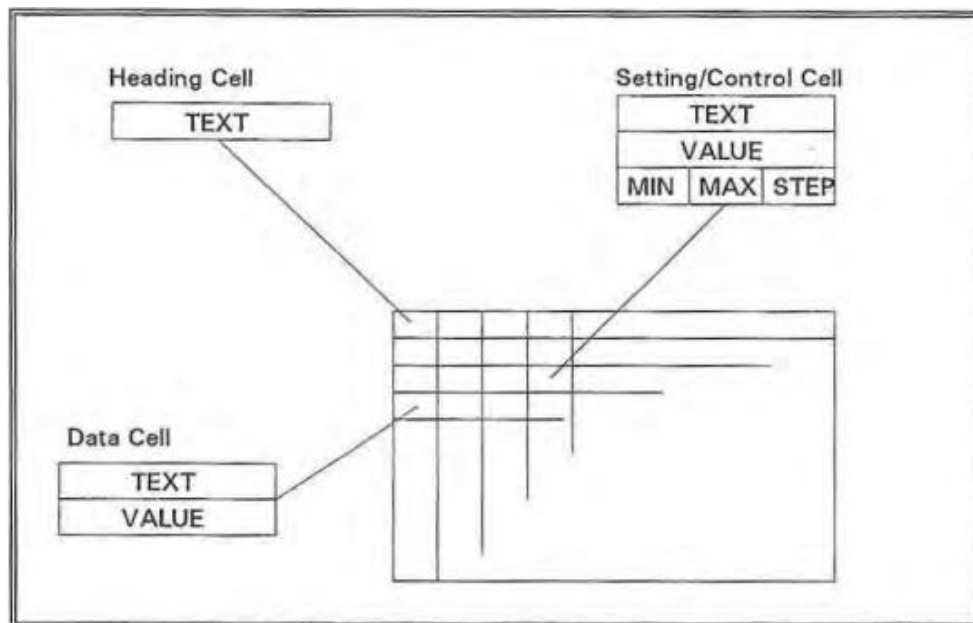 Heading Cell
TEXT
Setting/Control Cell
TEXT
VALUE
MIN MAX STEP
Data Cell
TEXT
VALUE